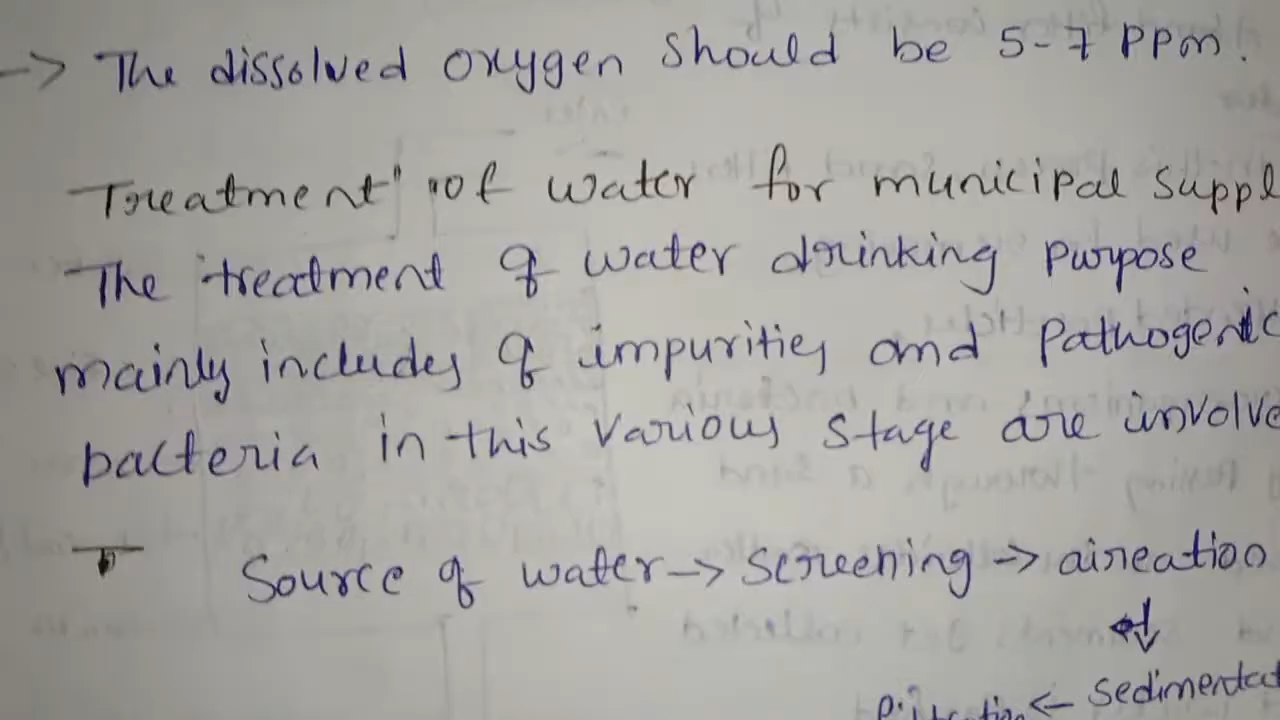 → The dissolved oxygen should be 5-7 PPm.
Treatment of water for municipal suppl
The treatment of water drinking purpose
mainly includes of impurities and pathogenic
bacteria in this various stage are involve
Source of water → screening → aireation
↓
← sedimentat